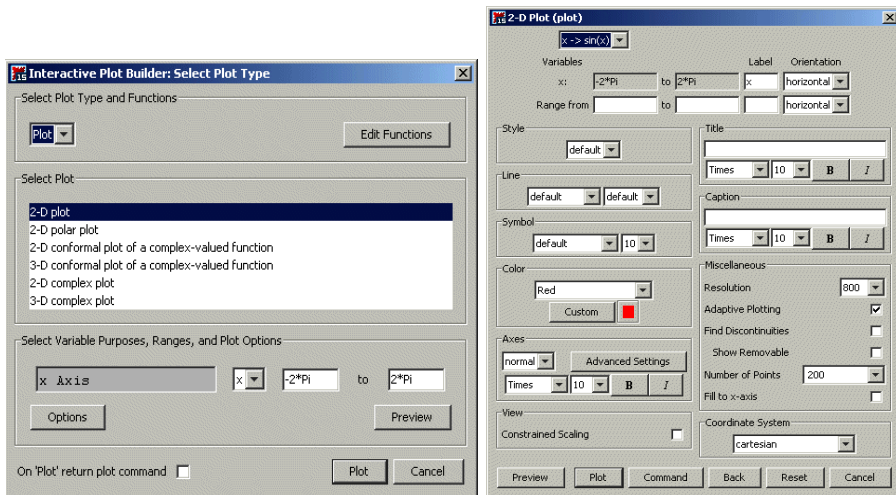 Interactive Plot Builder: Select Plot Type
Select Plot Type and Functions
Plot
Edit Functions
Select Plot
2-D plot
2-D polar plot
2-D conformal plot of a complex-valued function
3-D conformal plot of a complex-valued function
2-D complex plot
3-D complex plot
Select Variable Purposes, Ranges, and Plot Options
x Axis x -2*Pi to 2*Pi
Options Preview
On 'Plot' return plot command Plot Cancel
2-D Plot (plot)
x -> sin(x)
Variables Label Orientation
x: -2*Pi to 2*Pi x horizontal
Range from to horizontal
Style
default
Line
default default
Symbol
default 10
Color
Red
Custom
Axes
normal Advanced Settings
Times 10 B I
View
Constrained Scaling
Title
Times 10 B I
Caption
Times 10 B I
Miscellaneous
Resolution 800
Adaptive Plotting
Find Discontinuities
Show Removable
Number of Points 200
Fill to x-axis
Coordinate System
cartesian
Preview Plot Command Back Reset Cancel